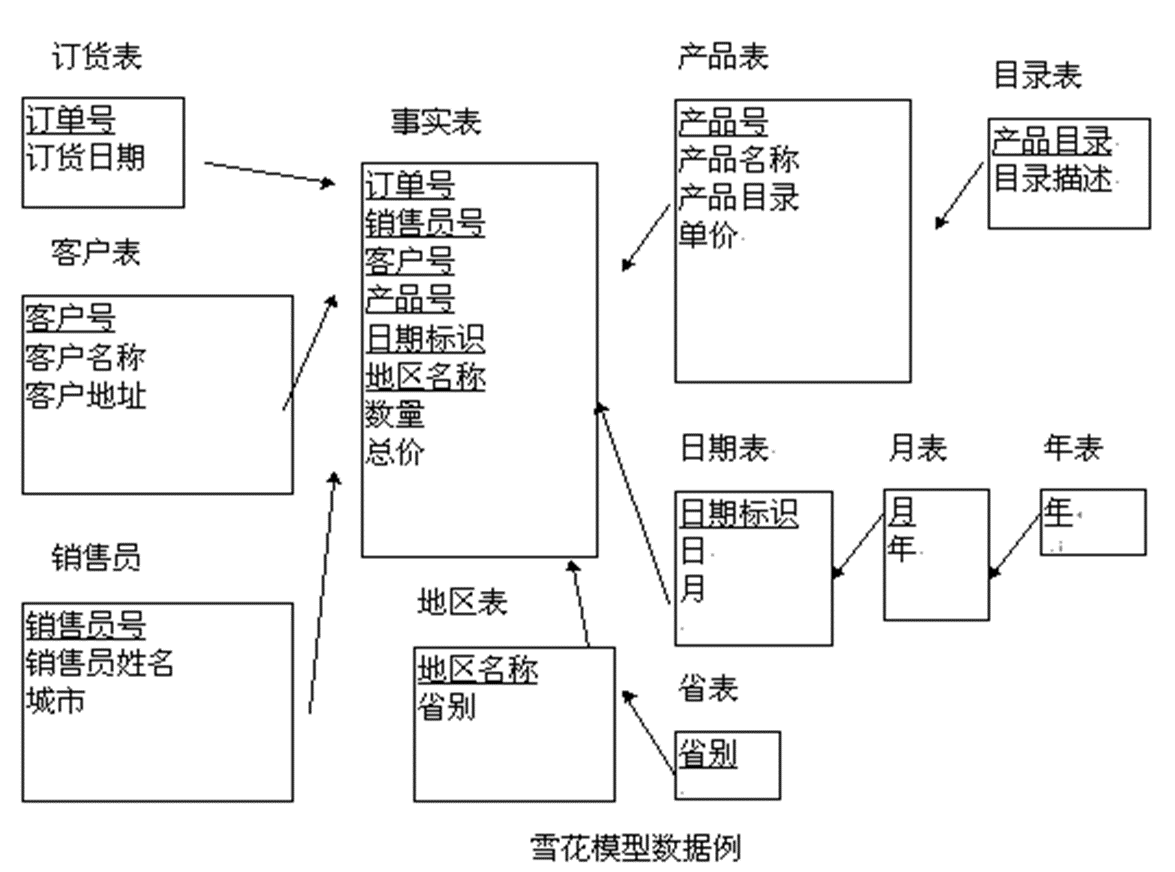 订货表
订单号
订货日期
客户表
客户号
客户名称
客户地址
销售员
销售员号
销售员姓名
城市
事实表
订单号
销售员号
客户号
产品号
日期标识
地区名称
数量
总价
地区表
地区名称
省别
产品表
产品号
产品名称
产品目录
单价
目录表
产品目录
目录描述
日期表
日期标识
日
月
月表
月
年
年表
年
省表
省别
雪花模型数据例